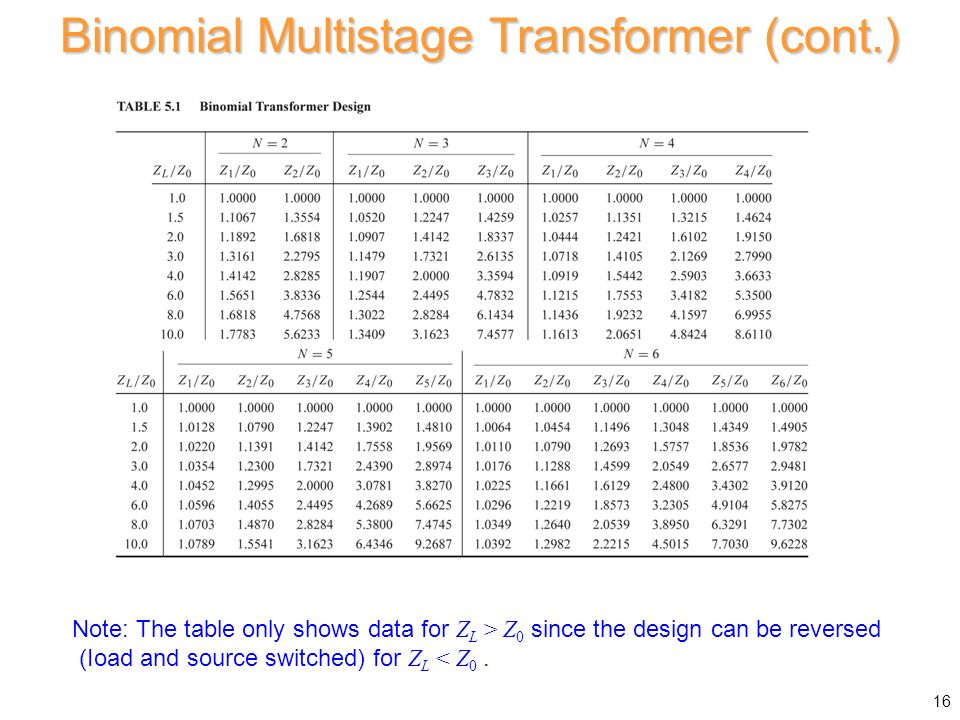 Binomial Multistage Transformer (cont.)
TABLE 5.1 Binomial Transformer Design
N = 2 N = 3 N = 4
Z_L/Z_0 Z_1/Z_0 Z_2/Z_0 Z_1/Z_0 Z_2/Z_0 Z_3/Z_0 Z_1/Z_0 Z_2/Z_0 Z_3/Z_0 Z_4/Z_0
1.0 1.0000 1.0000 1.0000 1.0000 1.0000 1.0000 1.0000 1.0000 1.0000
1.5 1.1067 1.3554 1.0520 1.2247 1.4259 1.0257 1.1351 1.3215 1.4624
2.0 1.1892 1.6818 1.0907 1.4142 1.8337 1.0444 1.2421 1.6102 1.9150
3.0 1.3161 2.2795 1.1479 1.7321 2.6135 1.0718 1.4105 2.1269 2.7990
4.0 1.4142 2.8285 1.1907 2.0000 3.3594 1.0919 1.5442 2.5903 3.6633
6.0 1.5651 3.8336 1.2544 2.4495 4.7832 1.1215 1.7553 3.4182 5.3500
8.0 1.6818 4.7568 1.3022 2.8284 6.1434 1.1436 1.9232 4.1597 6.9955
10.0 1.7783 5.6233 1.3409 3.1623 7.4577 1.1613 2.0651 4.8424 8.6110
N = 5 N = 6
Z_L/Z_0 Z_1/Z_0 Z_2/Z_0 Z_3/Z_0 Z_4/Z_0 Z_5/Z_0 Z_1/Z_0 Z_2/Z_0 Z_3/Z_0 Z_4/Z_0 Z_5/Z_0 Z_6/Z_0
1.0 1.0000 1.0000 1.0000 1.0000 1.0000 1.0000 1.0000 1.0000 1.0000 1.0000 1.0000
1.5 1.0128 1.0790 1.2247 1.3902 1.4810 1.0064 1.0454 1.1496 1.3048 1.4349 1.4905
2.0 1.0220 1.1391 1.4142 1.7558 1.9569 1.0110 1.0790 1.2693 1.5757 1.8536 1.9782
3.0 1.0354 1.2300 1.7321 2.4390 2.8974 1.0176 1.1288 1.4599 2.0549 2.6577 2.9481
4.0 1.0452 1.2995 2.0000 3.0781 3.8270 1.0225 1.1661 1.6129 2.4800 3.4302 3.9120
6.0 1.0596 1.4055 2.4495 4.2689 5.6625 1.0296 1.2219 1.8573 3.2305 4.9104 5.8275
8.0 1.0703 1.4870 2.8284 5.3800 7.4745 1.0349 1.2640 2.0539 3.8950 6.3291 7.7302
10.0 1.0789 1.5541 3.1623 6.4346 9.2687 1.0392 1.2982 2.2215 4.5015 7.7030 9.6228
Note: The table only shows data for Z_L > Z_0 since the design can be reversed
(load and source switched) for Z_L < Z_0 .
16